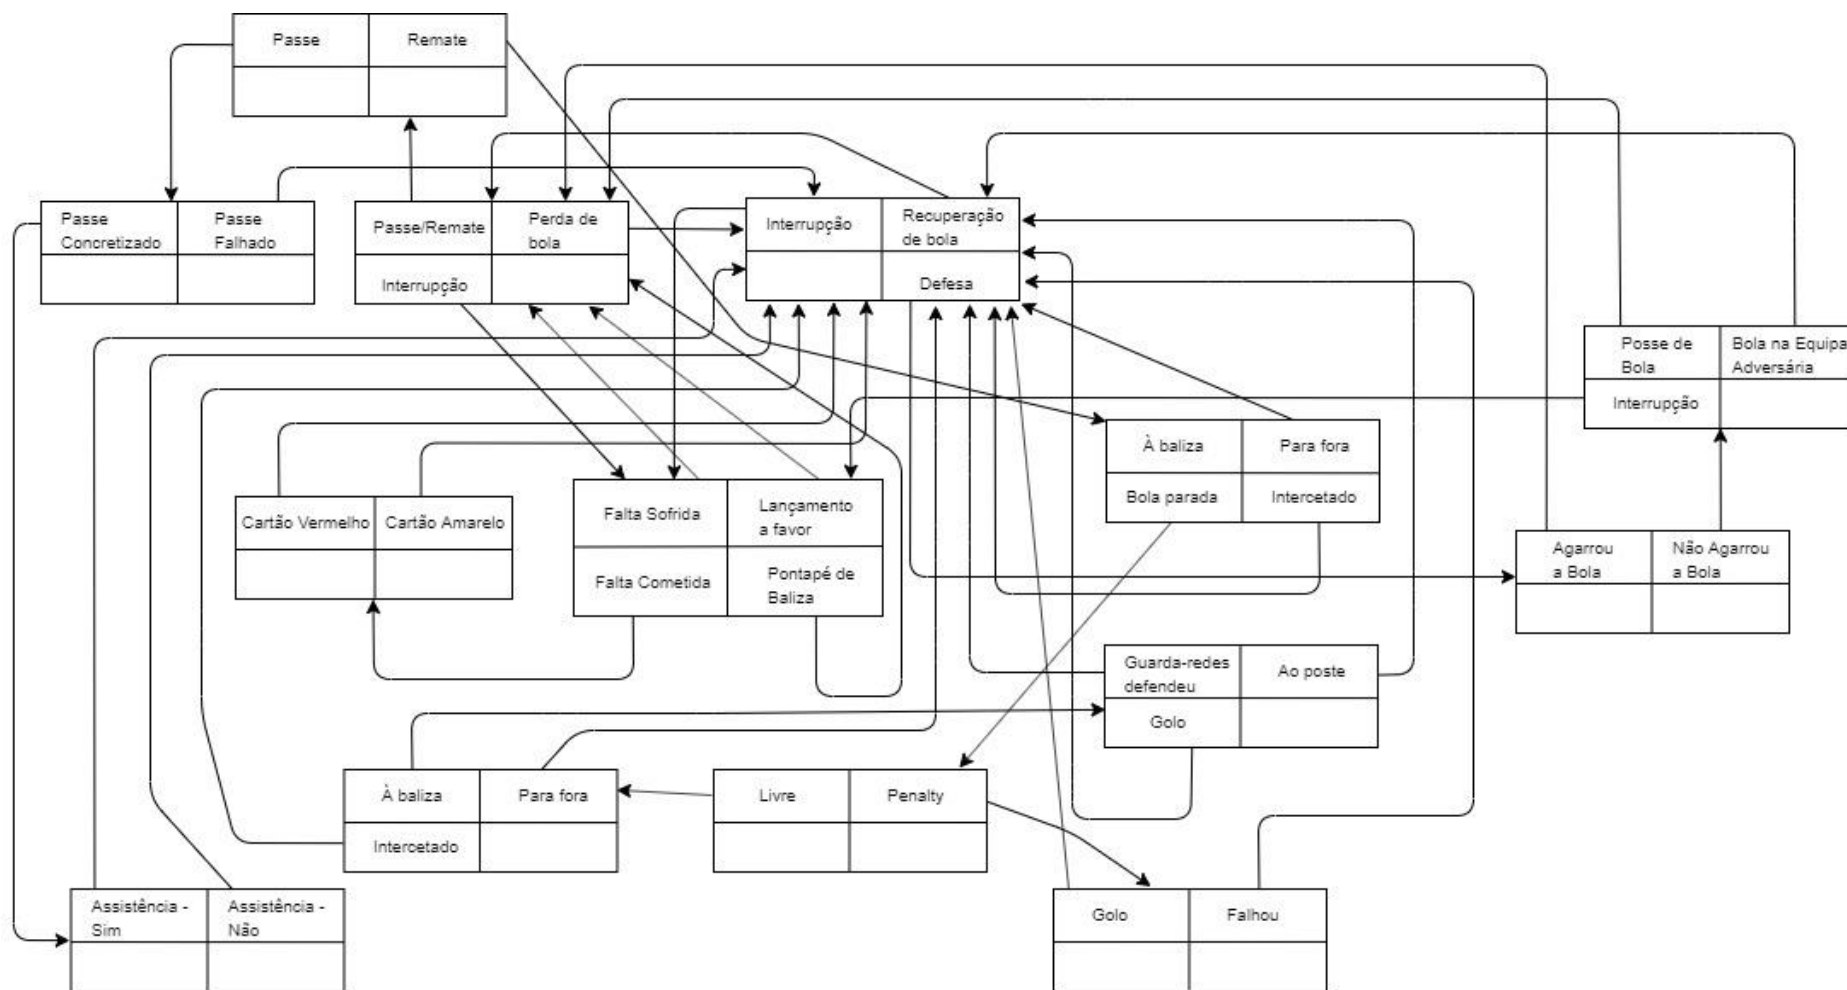 Passe
Remate
Passe
Concretizado
Passe
Falhado
Passe/Remate
Perda de
bola
Interrupção
Interrupção
Recuperação
de bola
Defesa
Posse de
Bola
Bola na Equipa
Adversária
Interrupção
À baliza
Para fora
Bola parada
Intercetado
Cartão Vermelho
Cartão Amarelo
Falta Sofrida
Lançamento
a favor
Falta Cometida
Pontapé de
Baliza
Agarrou
a Bola
Não Agarrou
a Bola
Guarda-redes
defendeu
Ao poste
Golo
À baliza
Para fora
Intercetado
Livre
Penalty
Assistência -
Sim
Assistência -
Não
Golo
Falhou